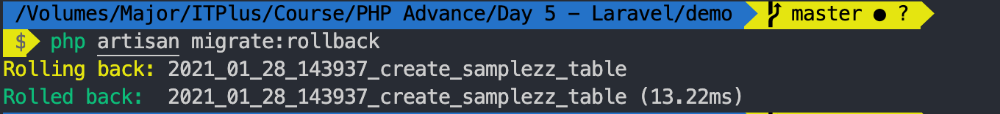 /Volumes/Major/ITPlus/Course/PHP Advance/Day 5 - Laravel/demo master ● ?
$ php artisan migrate:rollback
Rolling back: 2021_01_28_143937_create_samplezz_table
Rolled back:  2021_01_28_143937_create_samplezz_table (13.22ms)